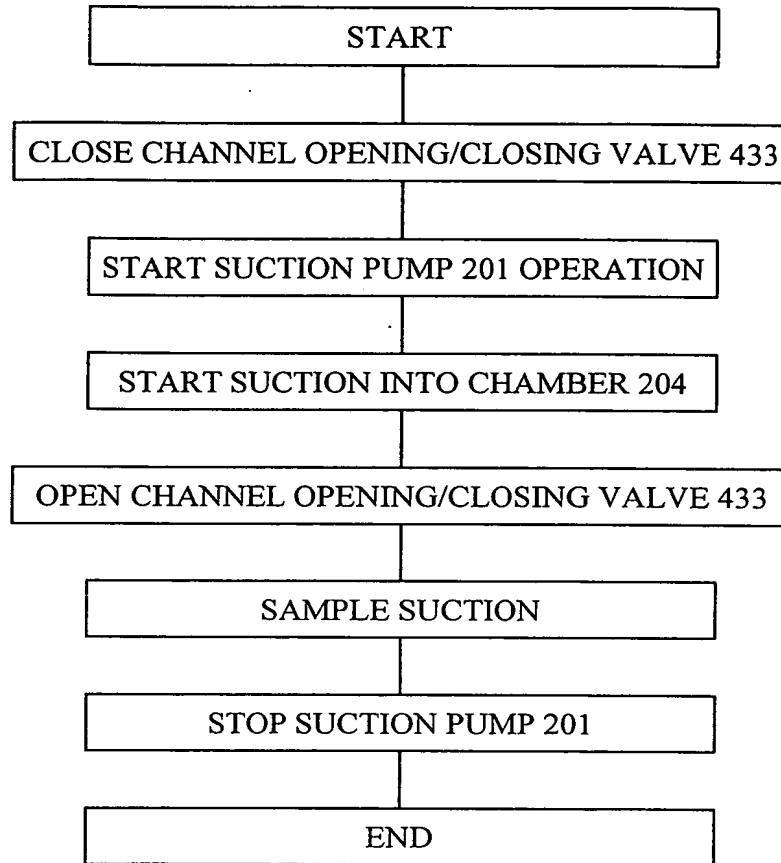 START
CLOSE CHANNEL OPENING/CLOSING VALVE 433
START SUCTION PUMP 201 OPERATION
START SUCTION INTO CHAMBER 204
OPEN CHANNEL OPENING/CLOSING VALVE 433
SAMPLE SUCTION
STOP SUCTION PUMP 201
END